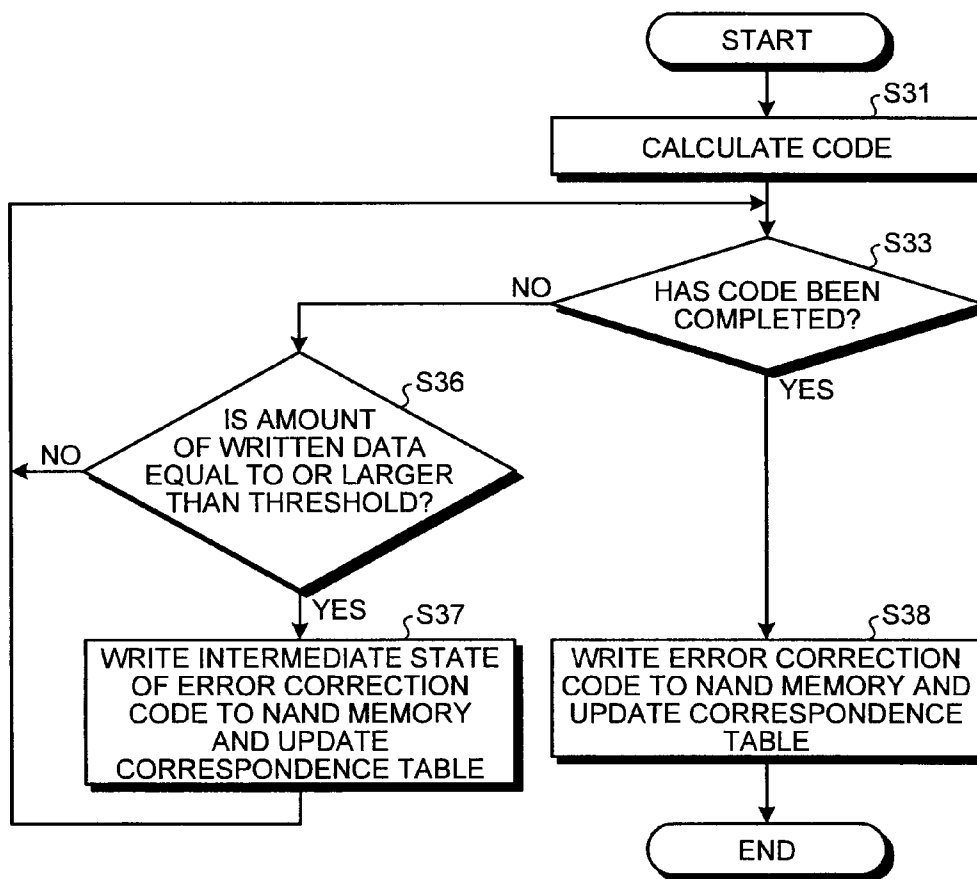 START
S31
CALCULATE CODE
S33
HAS CODE BEEN
COMPLETED?
NO
YES
S36
IS AMOUNT
OF WRITTEN DATA
EQUAL TO OR LARGER
THAN THRESHOLD?
NO
YES
S37
WRITE INTERMEDIATE STATE
OF ERROR CORRECTION
CODE TO NAND MEMORY
AND UPDATE
CORRESPONDENCE TABLE
S38
WRITE ERROR CORRECTION
CODE TO NAND MEMORY AND
UPDATE CORRESPONDENCE
TABLE
END